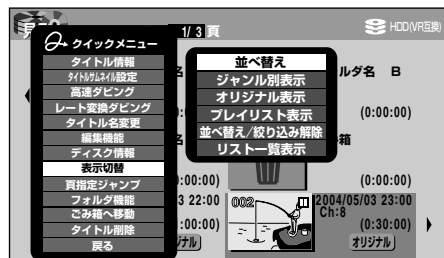 1/ 3 頁
HDD(VR互換)
クイックメニュー
タイトル情報
タイトルサムネイル設定
高速ダビング
レート変換ダビング
タイトル名変更
編集機能
ディスク情報
表示切替
頁指定ジャンプ
フォルダ機能
ごみ箱へ移動
タイトル削除
戻る
並べ替え
ジャンル別表示
オリジナル表示
プレイリスト表示
並べ替え/絞り込み解除
リスト一覧表示
ルダ名 B
(0:00:00)
箱
:00:00)
(0:00:00)
3 22:00
:00:00)
ジナル
002
2004/05/03 23:00
Ch:8
(0:30:00)
オリジナル